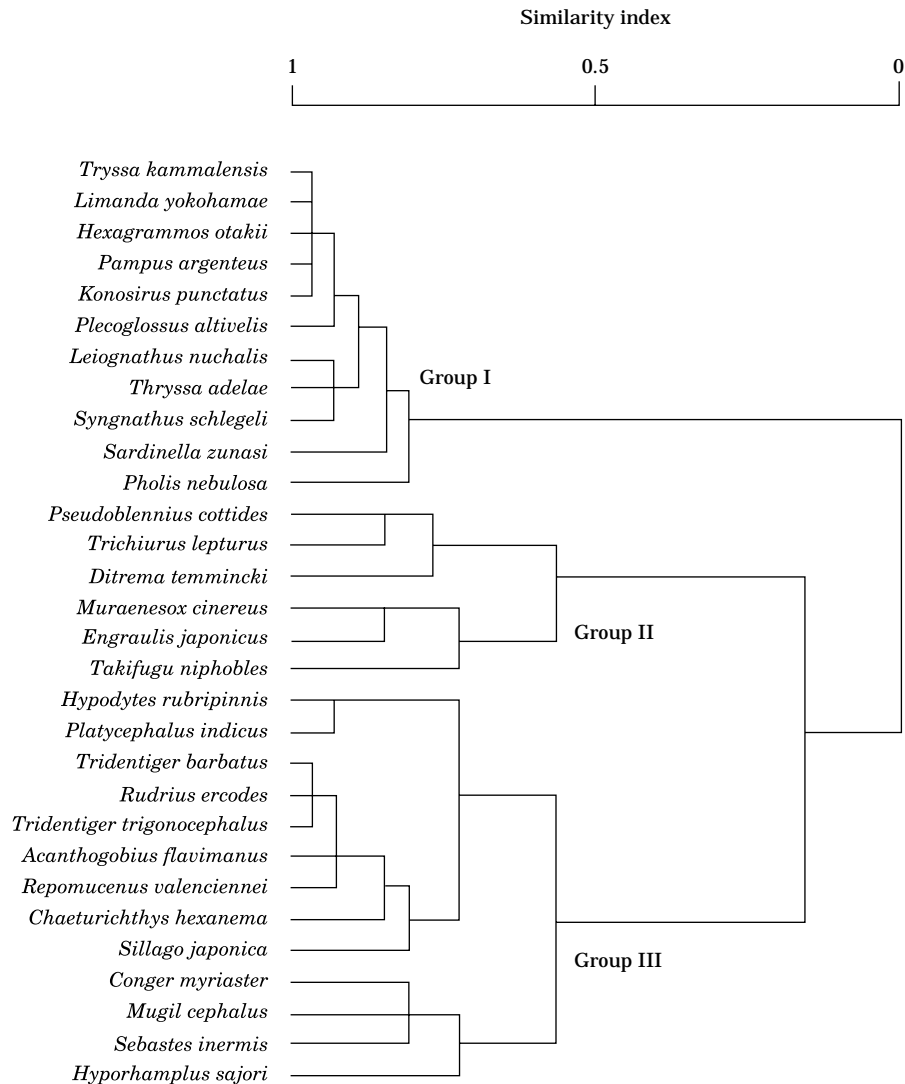 Similarity index
1 0.5 0
Tryssa kammalensis
Limanda yokohamae
Hexagrammos otakii
Pampus argenteus
Konosirus punctatus
Plecoglossus altivelis
Leiognathus nuchalis
Group I
Thryssa adelae
Syngnathus schlegeli
Sardinella zunasi
Pholis nebulosa
Pseudoblennius cottides
Trichiurus lepturus
Ditrema temmincki
Muraenesox cinereus
Group II
Engraulis japonicus
Takifugu niphobles
Hypodytes rubripinnis
Platycephalus indicus
Tridentiger barbatus
Rudrius ercodes
Tridentiger trigonocephalus
Acanthogobius flavimanus
Repomucenus valenciennei
Chaeturichthys hexanema
Sillago japonica
Group III
Conger myriaster
Mugil cephalus
Sebastes inermis
Hyporhamplus sajori